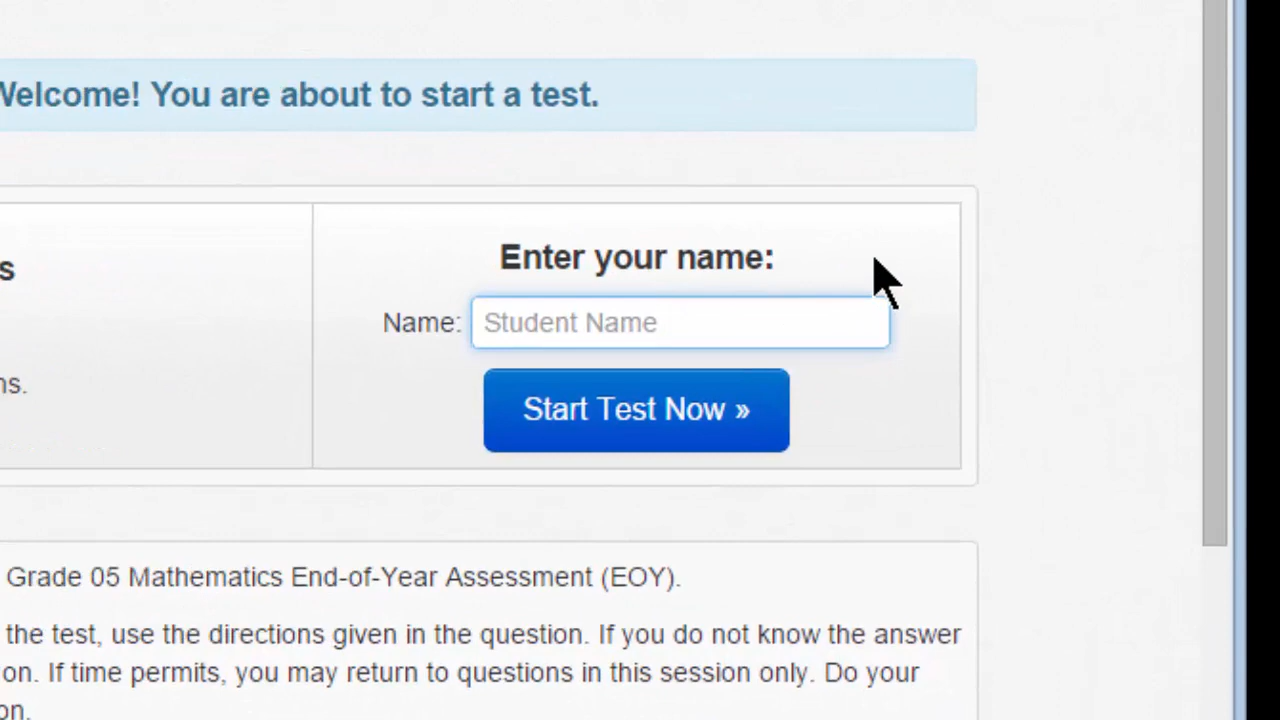 Welcome! You are about to start a test.
s
Enter your name:
Name: Student Name
ns.
Start Test Now »
Grade 05 Mathematics End-of-Year Assessment (EOY).
the test, use the directions given in the question. If you do not know the answer
on. If time permits, you may return to questions in this session only. Do your
on.